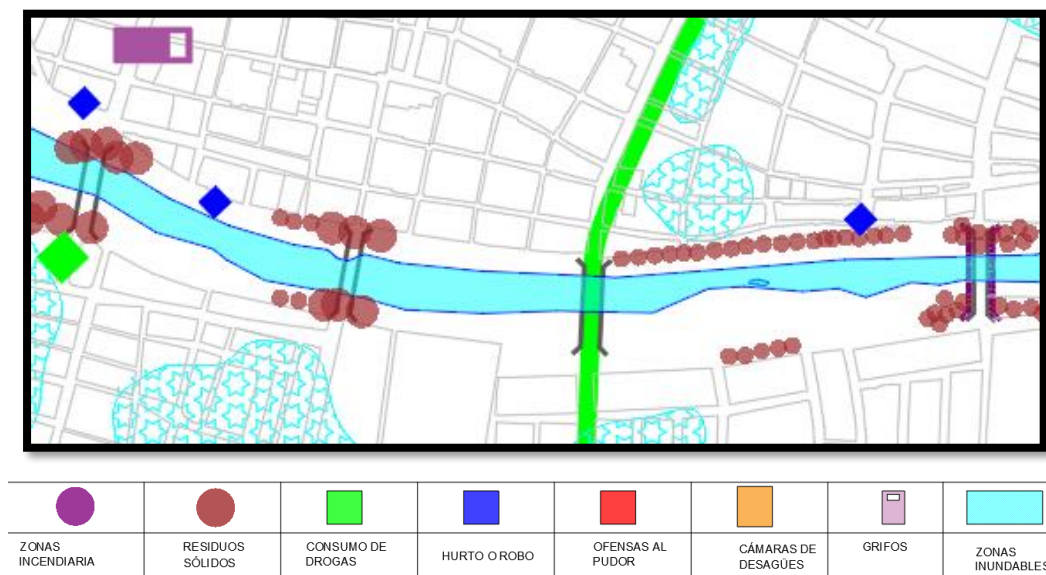 ZONAS
INCENDIARIA
RESIDUOS
SÓLIDOS
CONSUMO DE
DROGAS
HURTO O ROBO
OFENSAS AL
PUDOR
CÁMARAS DE
DESAGÜES
GRIFOS
ZONAS
INUNDABLES